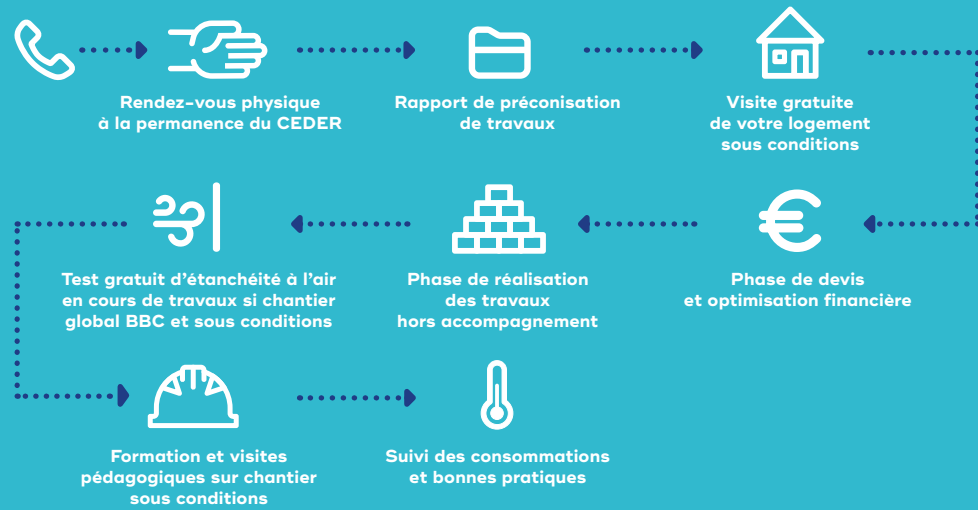 Rendez-vous physique
à la permanence du CEDER
Rapport de préconisation
de travaux
Visite gratuite
de votre logement
sous conditions
Phase de devis
et optimisation financière
Phase de réalisation
des travaux
hors accompagnement
Test gratuit d'étanchéité à l'air
en cours de travaux si chantier
global BBC et sous conditions
Formation et visites
pédagogiques sur chantier
sous conditions
Suivi des consommations
et bonnes pratiques